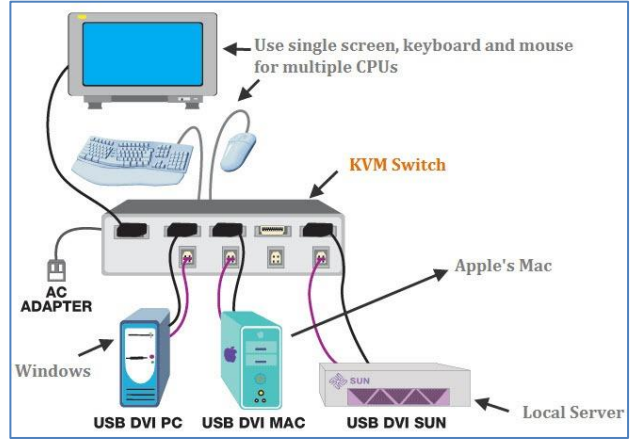 Use single screen, keyboard and mouse
for multiple CPUs
KVM Switch
AC
ADAPTER
Apple's Mac
Windows
SUN
Local Server
USB DVI PC
USB DVI MAC
USB DVI SUN